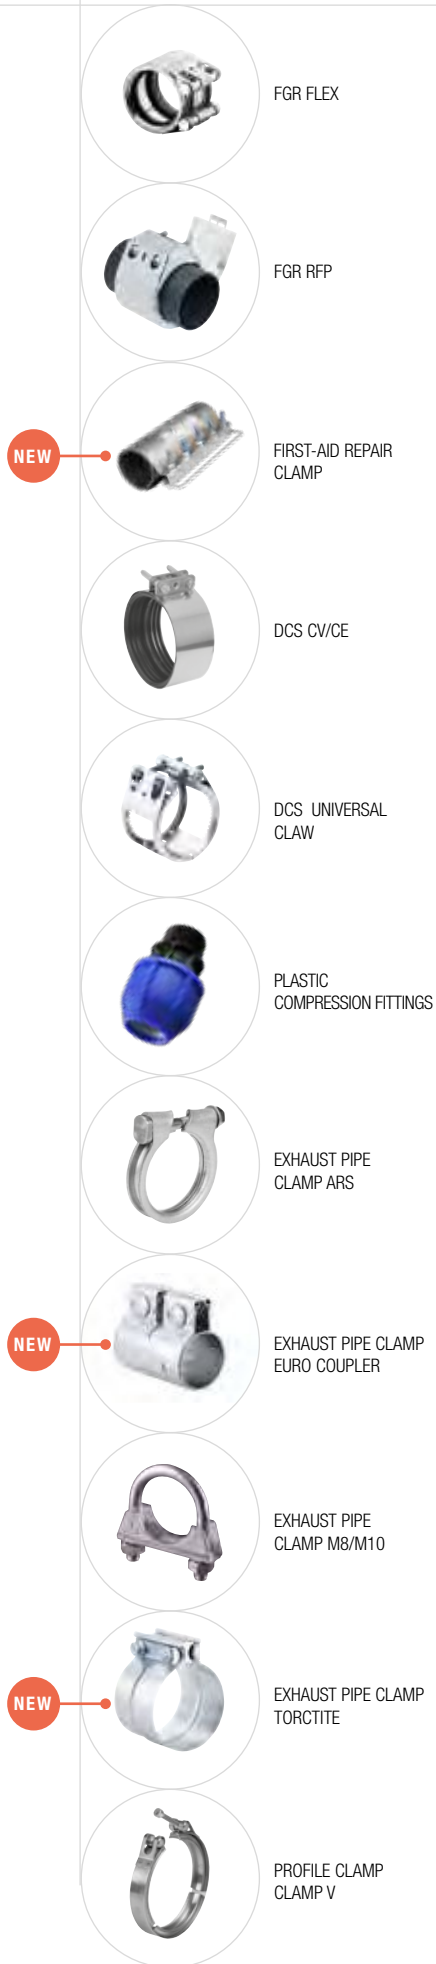 FGR FLEX
FGR RFP
NEW
FIRST-AID REPAIR
CLAMP
DCS CV/CE
DCS UNIVERSAL
CLAW
PLASTIC
COMPRESSION FITTINGS
EXHAUST PIPE
CLAMP ARS
NEW
EXHAUST PIPE CLAMP
EURO COUPLER
EXHAUST PIPE
CLAMP M8/M10
NEW
EXHAUST PIPE CLAMP
TORCTITE
PROFILE CLAMP
CLAMP V